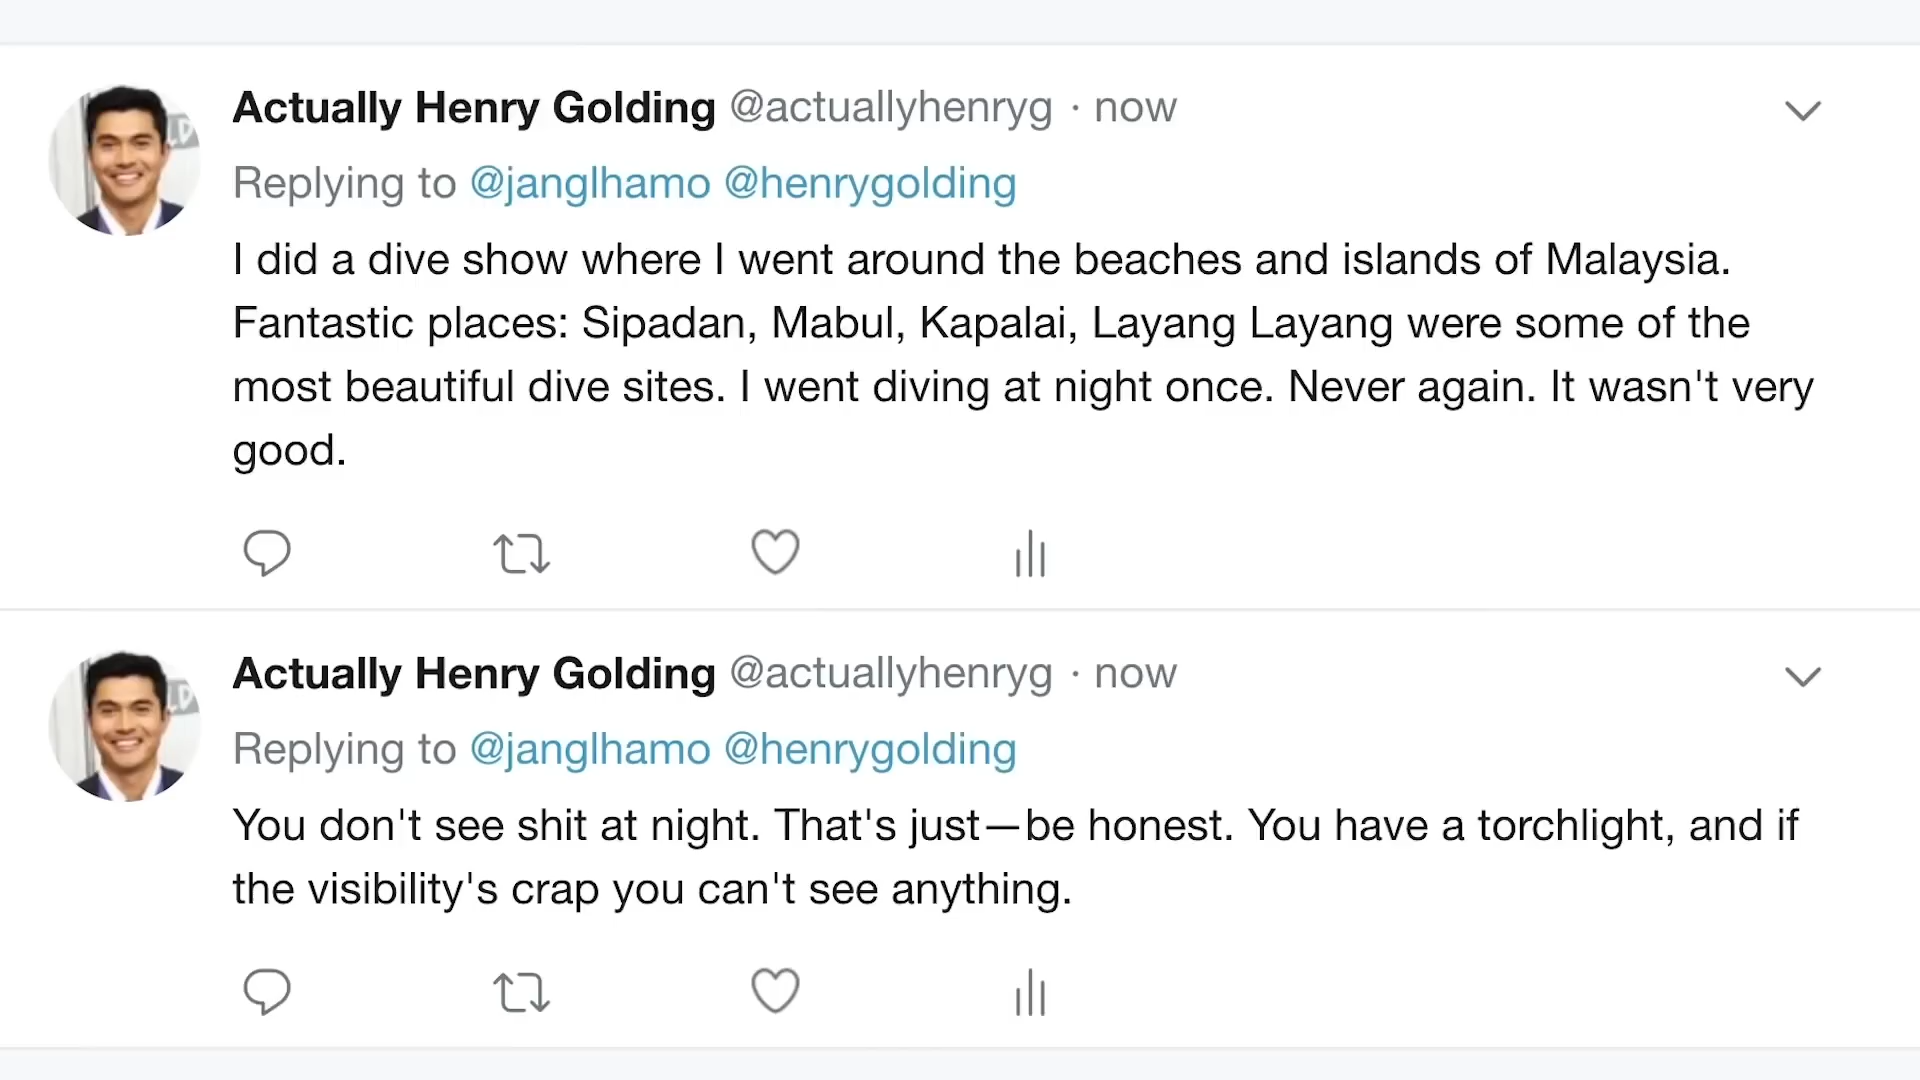 Actually Henry Golding @actuallyhenryg · now
Replying to @janglhamo @henrygolding
I did a dive show where I went around the beaches and islands of Malaysia.
Fantastic places: Sipadan, Mabul, Kapalai, Layang Layang were some of the
most beautiful dive sites. I went diving at night once. Never again. It wasn't very
good.
Actually Henry Golding @actuallyhenryg · now
Replying to @janglhamo @henrygolding
You don't see shit at night. That's just—be honest. You have a torchlight, and if
the visibility's crap you can't see anything.